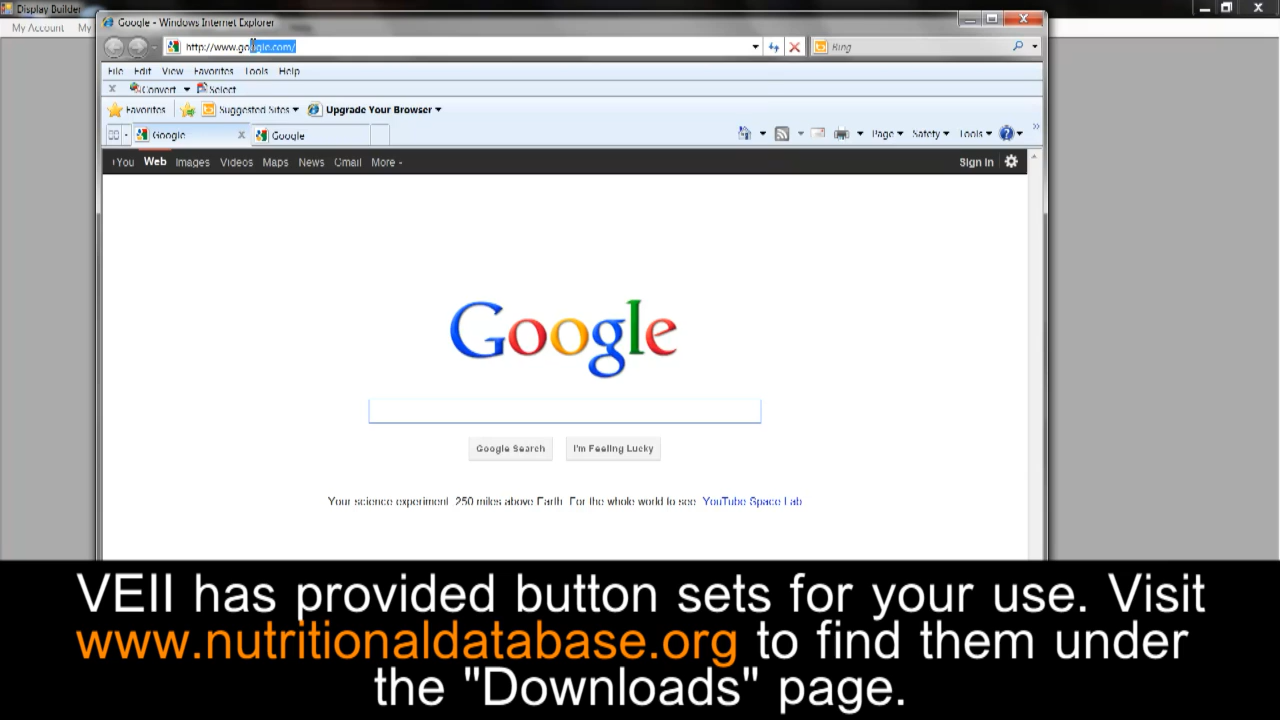 Display Builder
My Account My
Google - Windows Internet Explorer
http://www.google.com/
Bing
File Edit View Favorites Tools Help
Convert Select
Favorites Suggested Sites Upgrade Your Browser
Google Google Page Safety Tools
You Web Images Videos Maps News Gmail More Sign in
Google
Google Search I'm Feeling Lucky
Your science experiment. 250 miles above Earth. For the whole world to see. YouTube Space Lab
VEII has provided button sets for your use. Visit
www.nutritionaldatabase.org to find them under
the "Downloads" page.